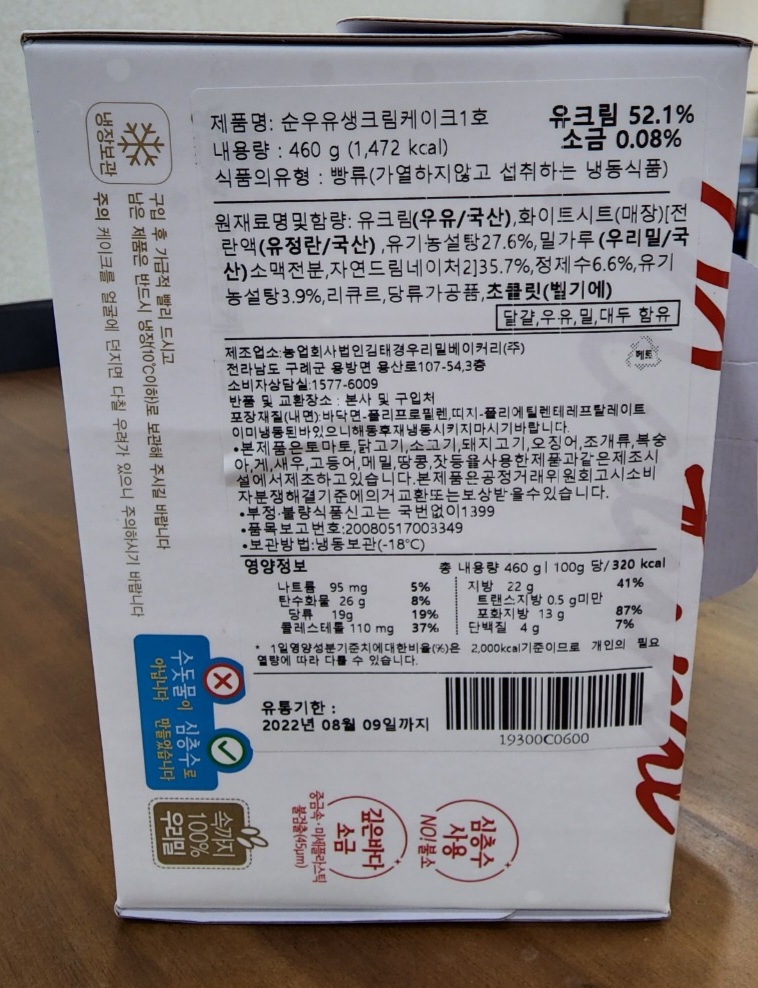 제품명: 순우유생크림케이크1호
유크림 52.1%
소금 0.08%
내용량 : 460 g (1,472 kcal)
식품의유형 : 빵류(가열하지않고 섭취하는 냉동식품)
원재료명및함량: 유크림(우유/국산),화이트시트(매장)[전
란액(유정란/국산),유기농설탕27.6%,밀가루(우리밀/국
산)소맥전분,자연드림네이처2]35.7%,정제수6.6%,유기
농설탕3.9%,리큐르,당류가공품,초콜릿(벨기에)
달걀,우유,밀,대두 함유
제조업소:농업회사법인김태경우리밀베이커리(주)
전라남도 구례군 용방면 용산로107-54,3층
소비자상담실:1577-6009
반품 및 교환장소 : 본사 및 구입처
포장재질(내면):바닥면-폴리프로필렌,띠지-폴리에틸렌테레프탈레이트
이미냉동된바있으니해동후재냉동시키지마시기바랍니다.
•본제품은토마토,닭고기,소고기,돼지고기,오징어,조개류,복숭
아,게,새우,고등어,메밀,땅콩,잣등을사용한제품과같은제조시
설에서제조하고있습니다.본제품은공정거래위원회고시소비
자분쟁해결기준에의거교환또는보상받을수있습니다.
•부정·불량식품신고는 국번없이1399
•품목보고번호:20080517003349
•보관방법:냉동보관(-18℃)
페트
영양정보
총 내용량 460 g| 100g 당/ 320 kcal
나트륨 95 mg 5%
지방 22 g 41%
탄수화물 26 g 8%
트랜스지방 0.5 g미만
당류 19g 19%
포화지방 13 g 87%
콜레스테롤 110 mg 37%
단백질 4 g 7%
* 1일영양성분기준치에대한비율(%)은 2,000kcal기준이므로 개인의 필요
열량에 따라 다를 수 있습니다.
유통기한 :
2022년 08월 09일까지
19300C0600
냉장보관
구입 후 가급적 빨리 드시고
남은 제품은 반드시 냉장(10℃이하)로 보관해 주시길 바랍니다
주의 케이크를 얼굴에 던지면 다칠 우려가 있으니 주의하시기 바랍니다
수돗물이 심층수로
아닙니다 만들었습니다
속까지
100%
우리밀
심층수
사용
NO!불소
깊은바다
소금
중금속·미세플라스틱
불검출(45μm)